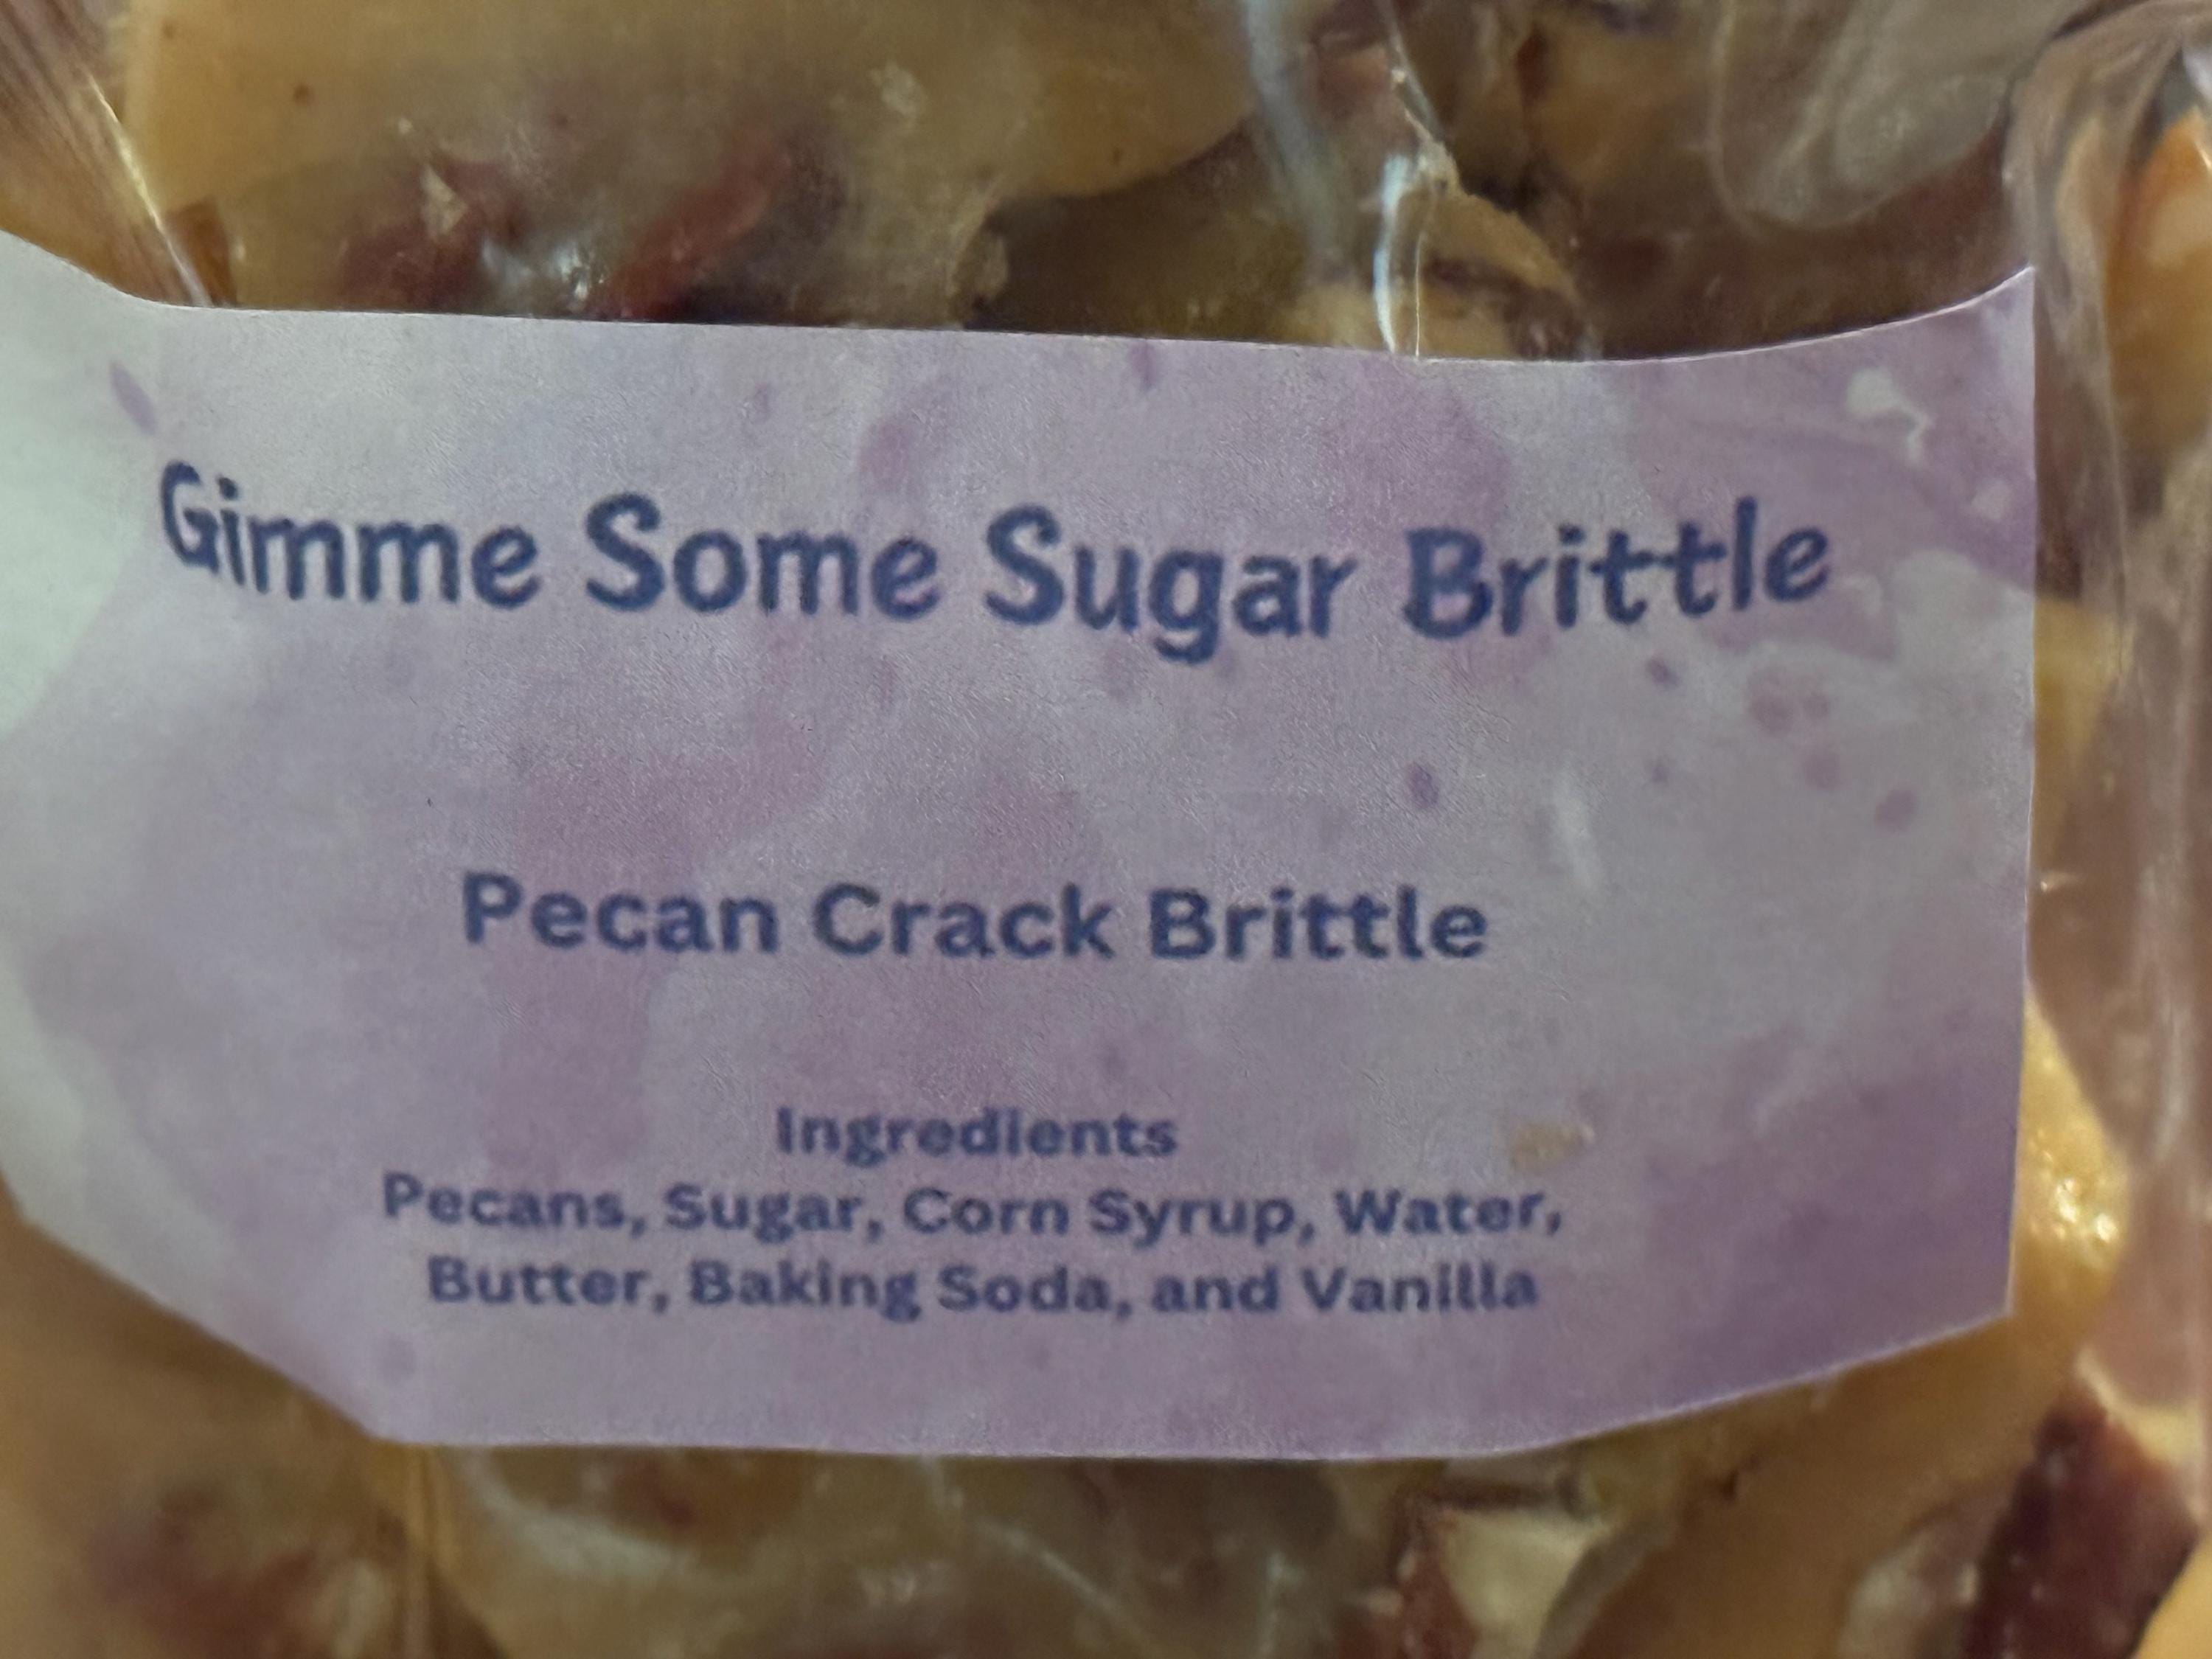 Gimme Some Sugar Brittle
Pecan Crack Brittle
Ingredients
Pecans, Sugar, Corn Syrup, Water,
Butter, Baking Soda, and Vanilla